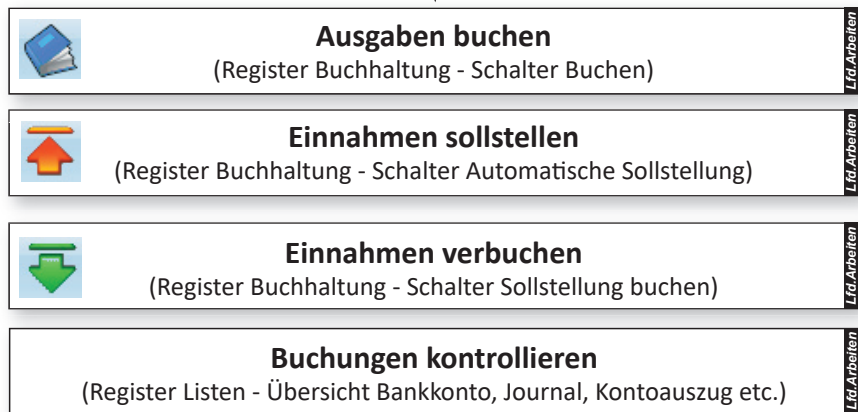 Ausgaben buchen
(Register Buchhaltung - Schalter Buchen)
Lfd.Arbeiten
Einnahmen sollstellen
(Register Buchhaltung - Schalter Automatische Sollstellung)
Lfd.Arbeiten
Einnahmen verbuchen
(Register Buchhaltung - Schalter Sollstellung buchen)
Lfd.Arbeiten
Buchungen kontrollieren
(Register Listen - Übersicht Bankkonto, Journal, Kontoauszug etc.)
Lfd.Arbeiten